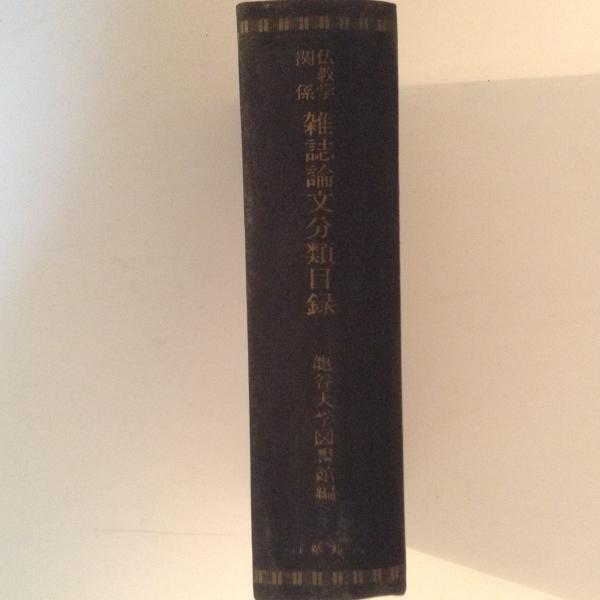 仏教学
関係
雑誌論文分類目録
龍谷大学図書館編